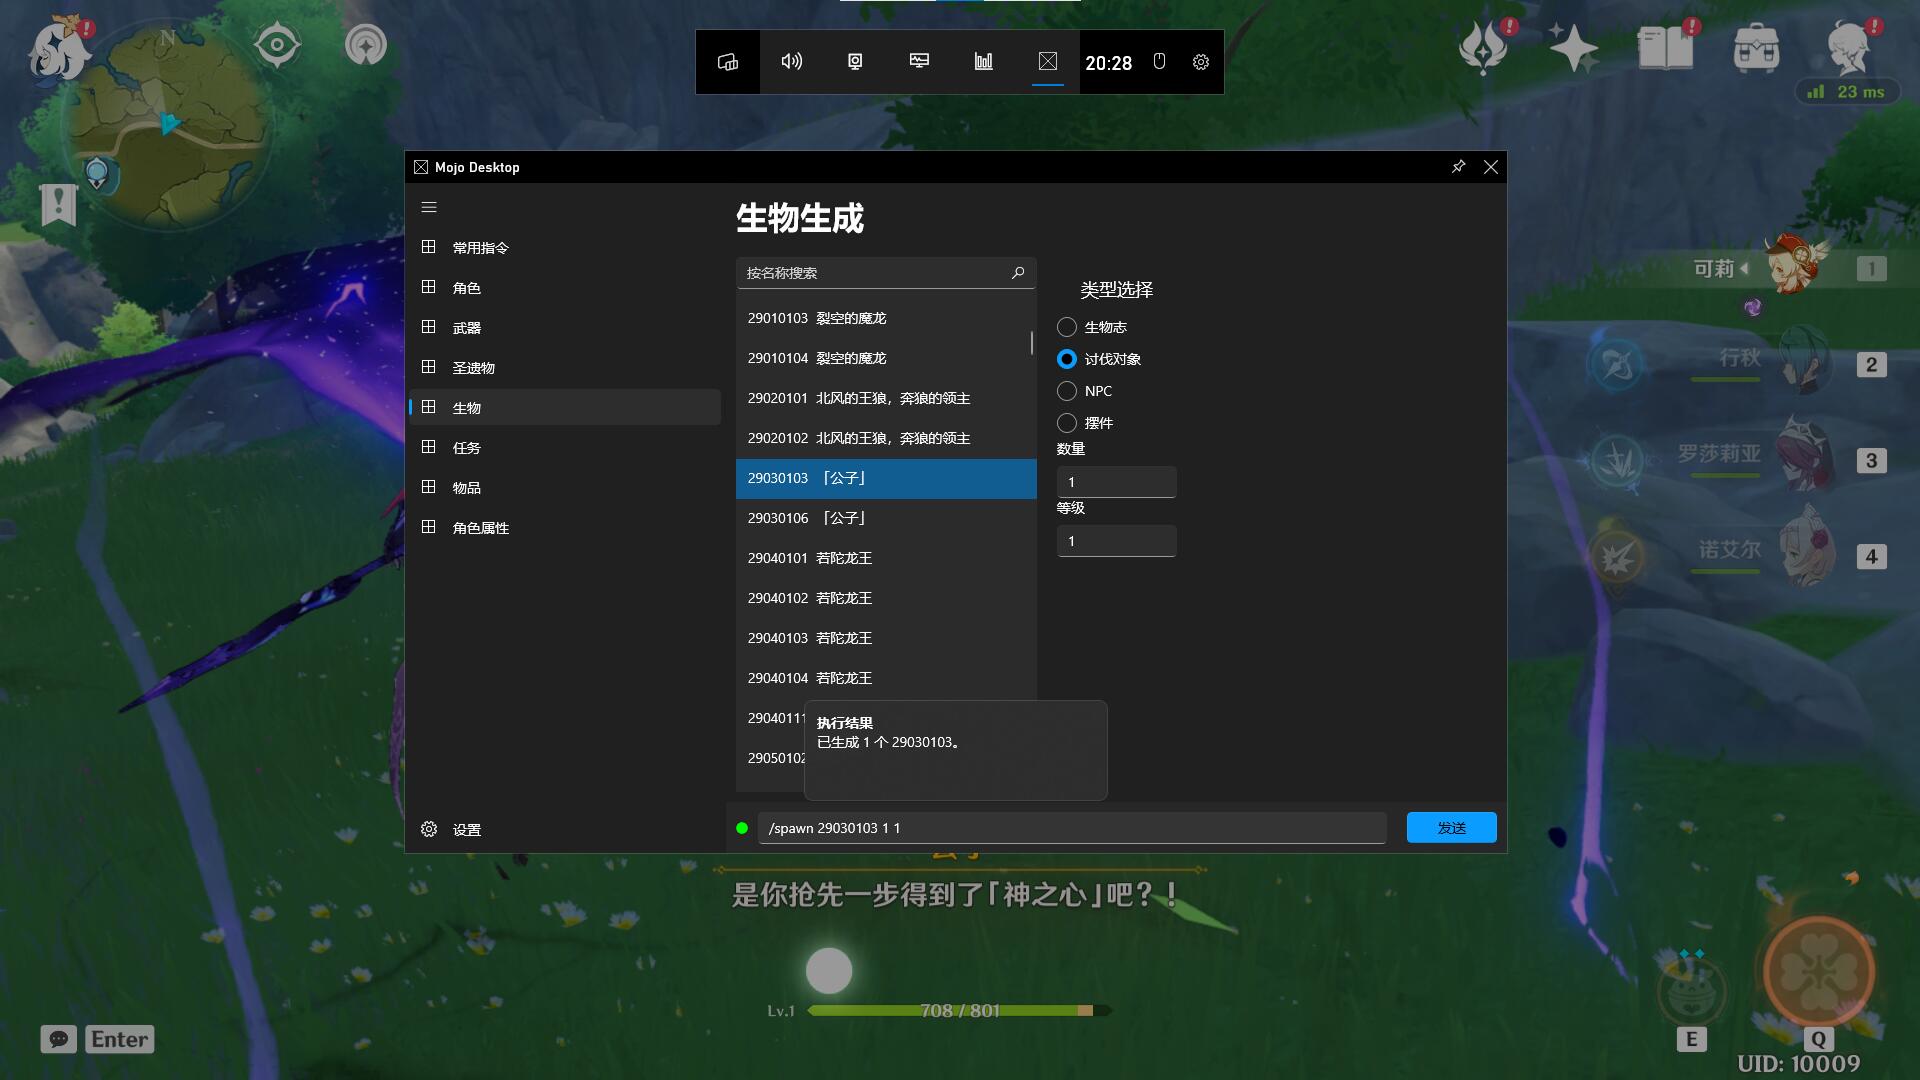 N
20:28
23 ms
Mojo Desktop
常用指令
角色
武器
圣遗物
生物
任务
物品
角色属性
设置
生物生成
按名称搜索
29010103 裂空的魔龙
29010104 裂空的魔龙
29020101 北风的王狼，奔狼的领主
29020102 北风的王狼，奔狼的领主
29030103 「公子」
29030106 「公子」
29040101 若陀龙王
29040102 若陀龙王
29040103 若陀龙王
29040104 若陀龙王
29040111
29050102
类型选择
生物志
讨伐对象
NPC
摆件
数量
1
等级
1
执行结果
已生成 1 个 29030103。
/spawn 29030103 1 1
发送
可莉
1
行秋
2
罗莎莉亚
3
诺艾尔
4
是你抢先一步得到了「神之心」吧？！
Lv.1
708 / 801
Enter
E
Q
UID: 10009